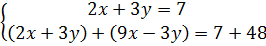 2x + 3y = 7
(2x + 3y) + (9x − 3y) = 7 + 48